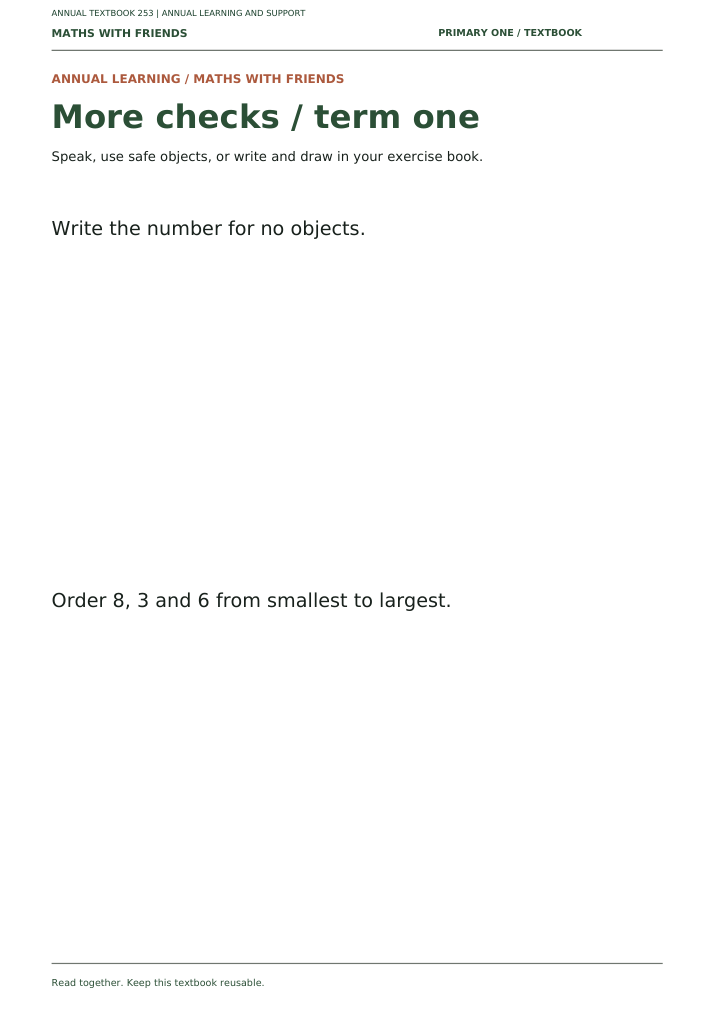 ANNUAL TEXTBOOK 253 | ANNUAL LEARNING AND SUPPORT
MATHS WITH FRIENDS
PRIMARY ONE / TEXTBOOK
ANNUAL LEARNING / MATHS WITH FRIENDS
More checks / term one
Speak, use safe objects, or write and draw in your exercise book.
Write the number for no objects.
Order 8, 3 and 6 from smallest to largest.
Read together. Keep this textbook reusable.